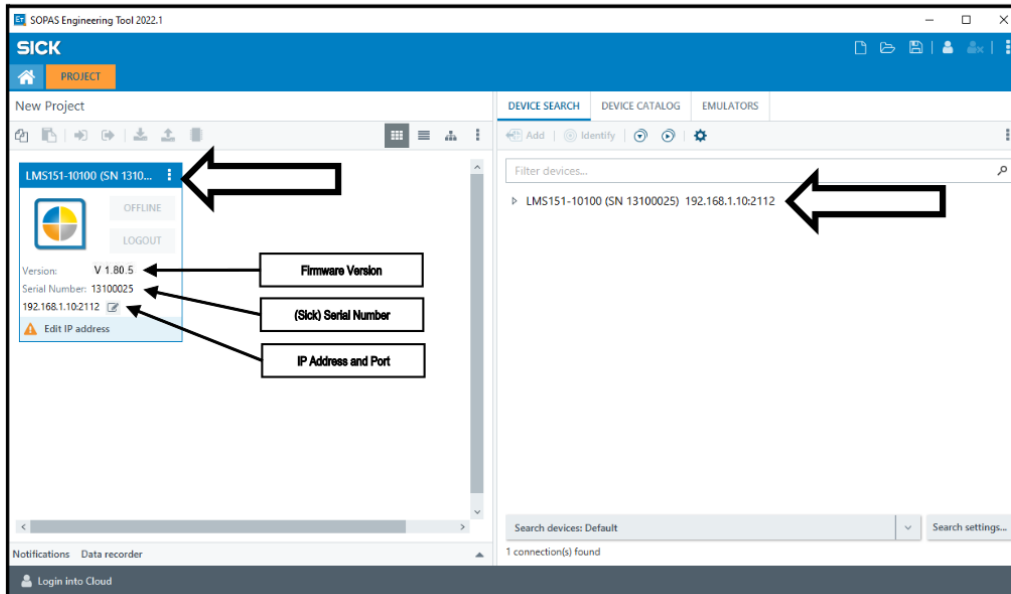 SOPAS Engineering Tool 2022.1
SICK
PROJECT
New Project
DEVICE SEARCH DEVICE CATALOG EMULATORS
Add Identify
LMS151-10100 (SN 1310...
OFFLINE
LOGOUT
Version: V 1.80.5
Serial Number: 13100025
192.168.1.10:2112
Edit IP address
Firmware Version
(Sick) Serial Number
IP Address and Port
Filter devices...
LMS151-10100 (SN 13100025) 192.168.1.10:2112
Search devices: Default
Search settings...
Notifications Data recorder
1 connection(s) found
Login into Cloud